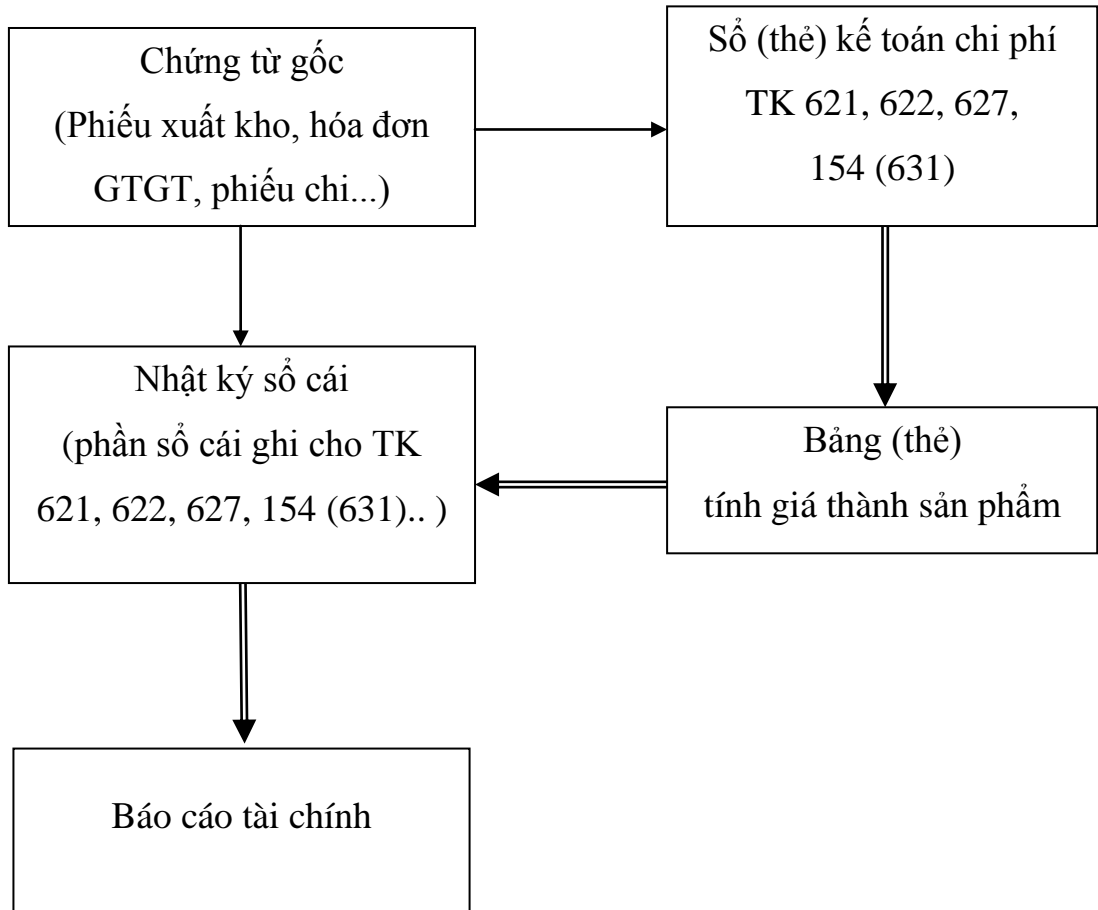 Chứng từ gốc
(Phiếu xuất kho, hóa đơn
GTGT, phiếu chi...)
Sổ (thẻ) kế toán chi phí
TK 621, 622, 627,
154 (631)
Nhật ký sổ cái
(phần sổ cái ghi cho TK
621, 622, 627, 154 (631).. )
Bảng (thẻ)
tính giá thành sản phẩm
Báo cáo tài chính